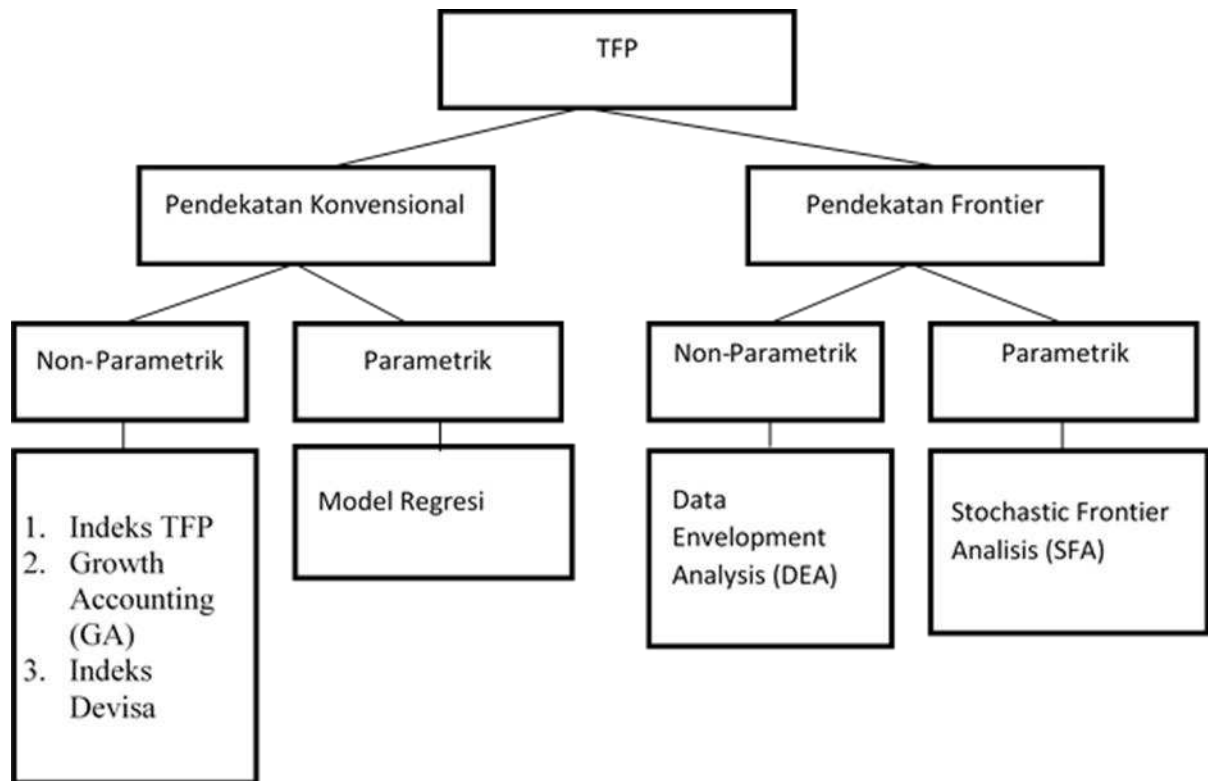 TFP
Pendekatan Konvensional
Pendekatan Frontier
Non-Parametrik
Parametrik
Non-Parametrik
Parametrik
1. Indeks TFP
2. Growth
Accounting
(GA)
3. Indeks
Devisa
Model Regresi
Data
Envelopment
Analysis (DEA)
Stochastic Frontier
Analisis (SFA)